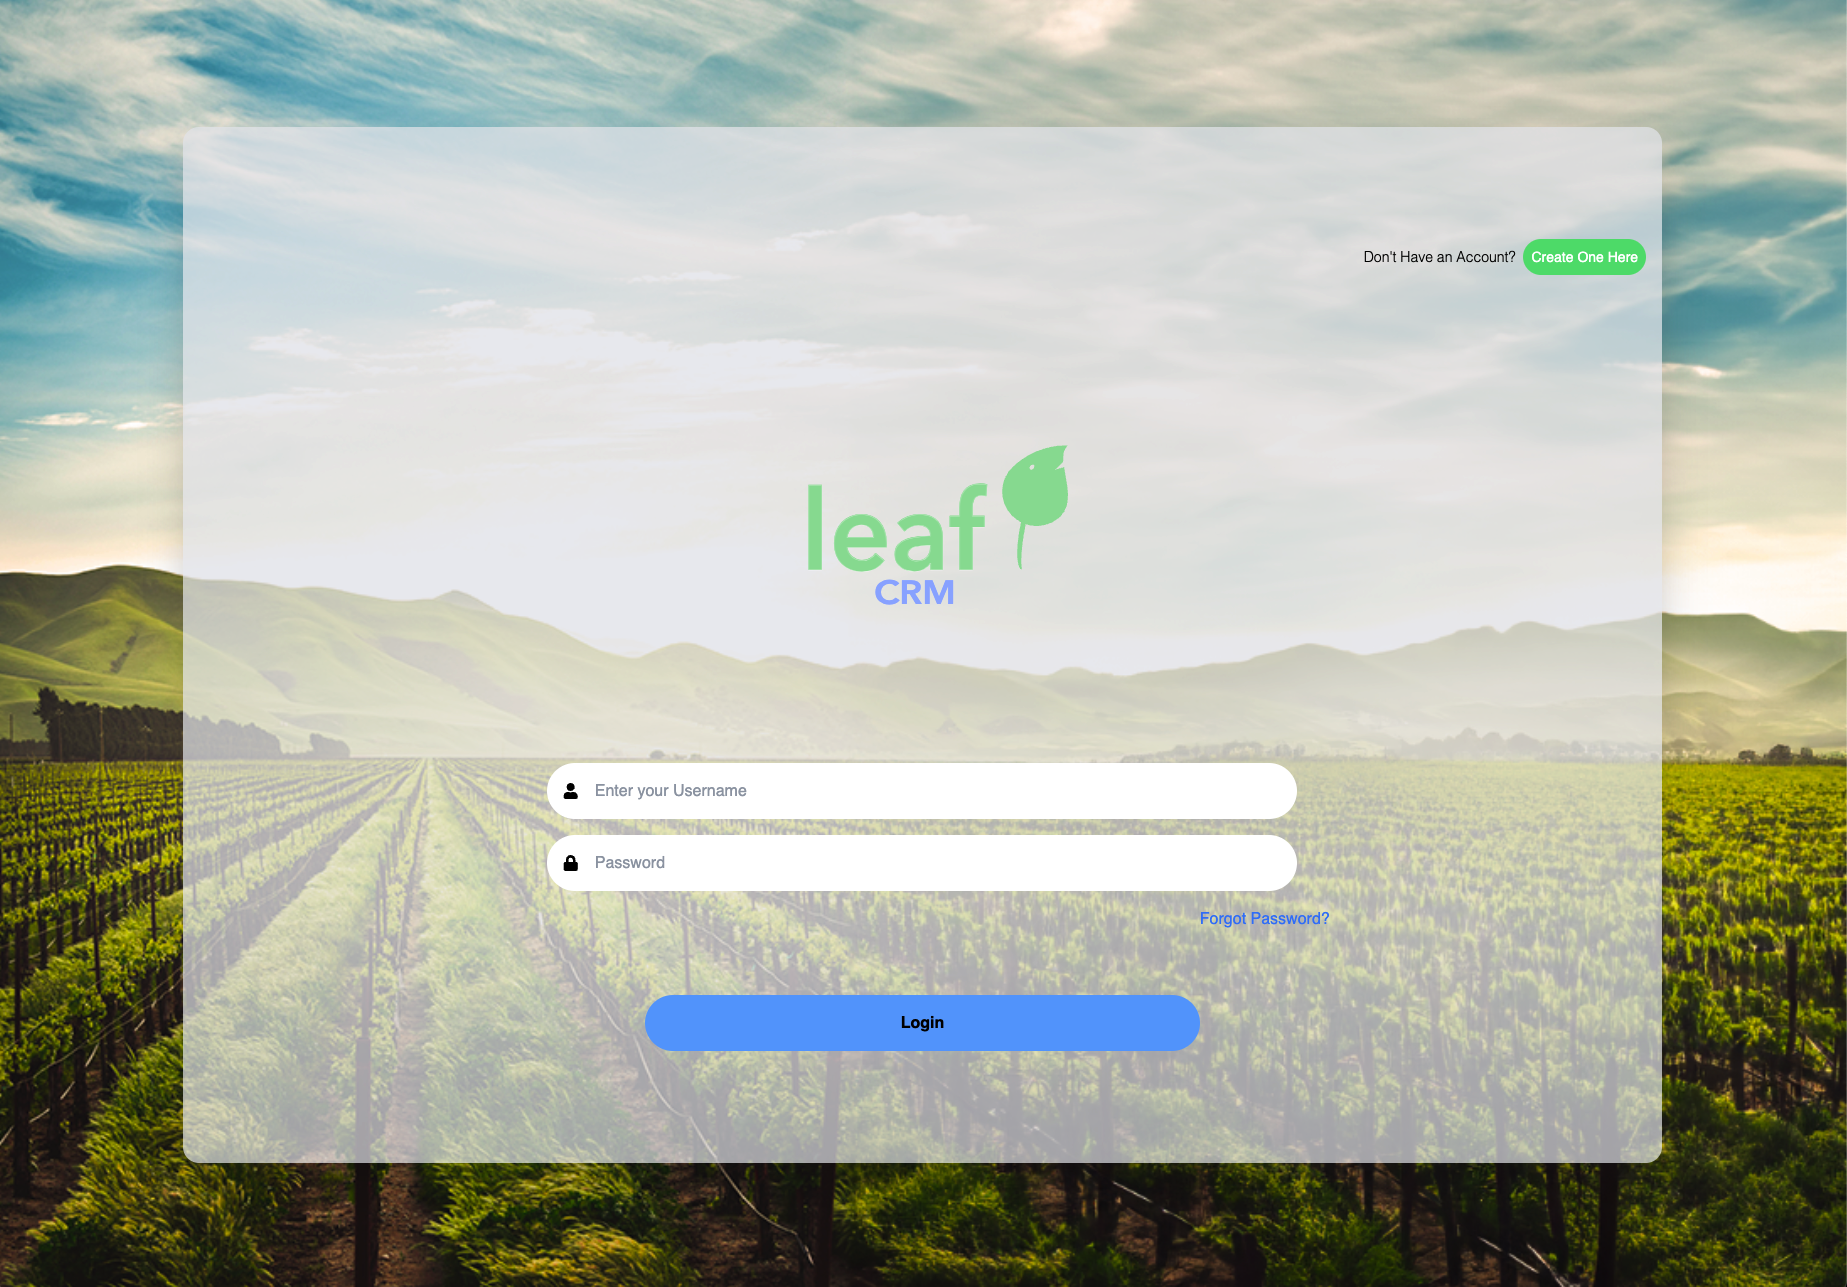 Don't Have an Account? Create One Here
leaf
CRM
Enter your Username
Password
Forgot Password?
Login